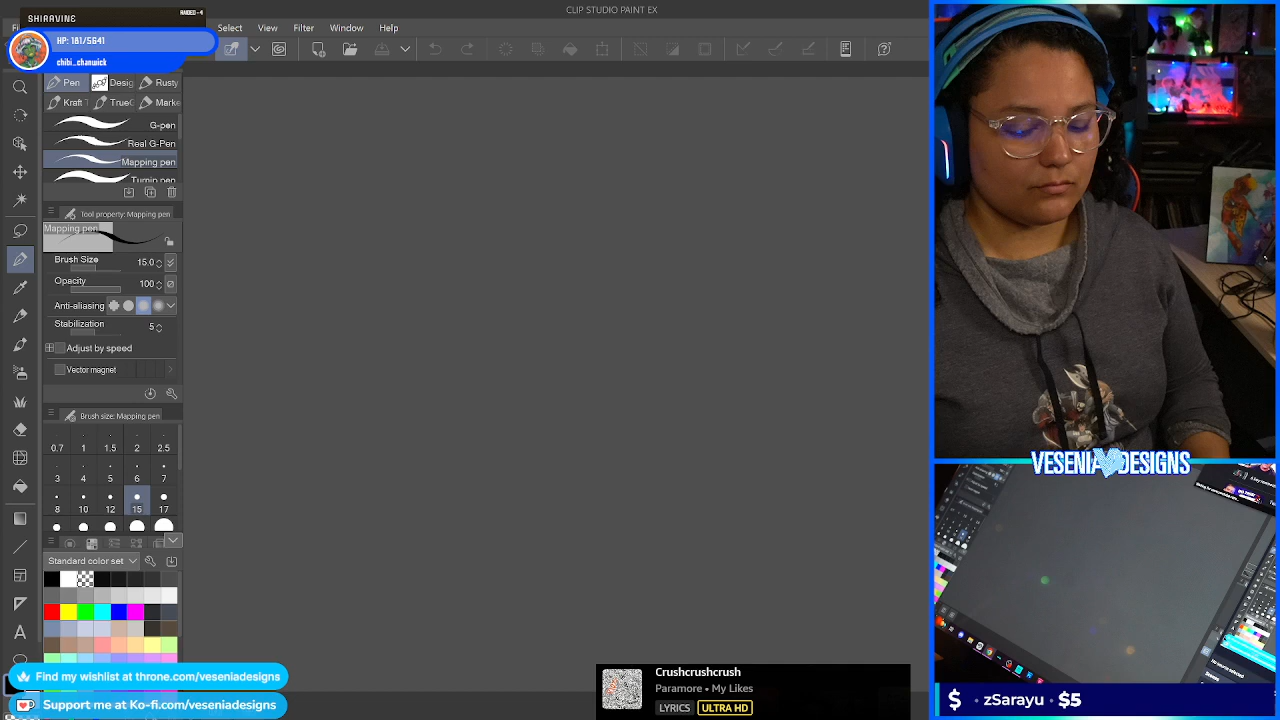 CLIP STUDIO PAINT EX
SHIRAVINE
RAIDED - 4
HP: 181/5641
chibi_chanwick
Select View Filter Window Help
Pen Desig Rusty
Kraft T TrueG Marke
G-pen
Real G-Pen
Mapping pen
Turnip pen
Tool property: Mapping pen
Mapping pen
Brush Size 15.0
Opacity 100
Anti-aliasing
Stabilization 5
Adjust by speed
Vector magnet
Brush size: Mapping pen
0.7 1 1.5 2 2.5
3 4 5 6 7
8 10 12 15 17
Standard color set
Find my wishlist at throne.com/veseniadesigns
Support me at Ko-fi.com/veseniadesigns
Crushcrushcrush
Paramore • My Likes
LYRICS ULTRA HD
VESENIA DESIGNS
$ • zSarayu • $5